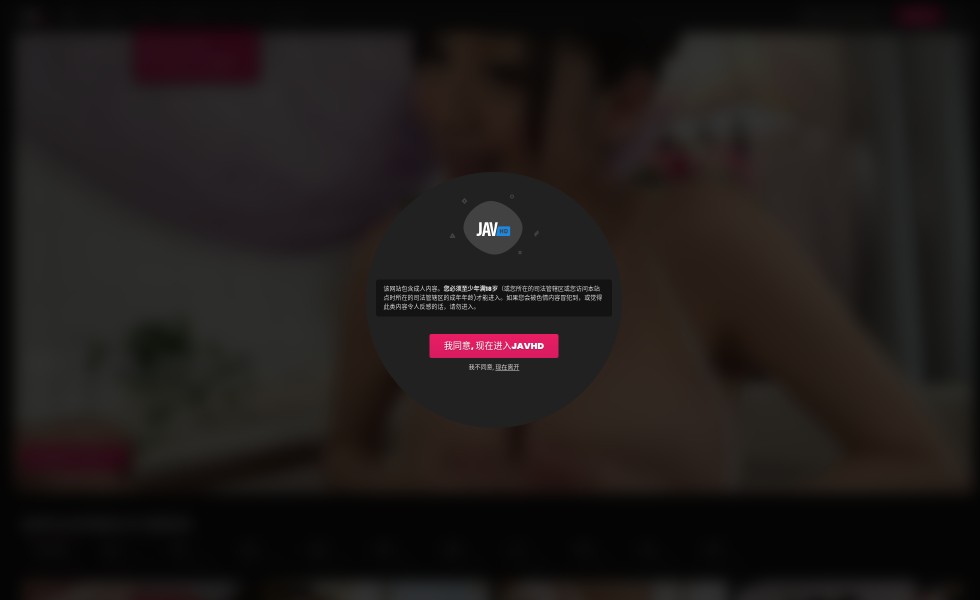 JAV HD
该网站包含成人内容。您必须至少年满18岁（或您所在的司法管辖区或您访问本站
点时所在的司法管辖区的成年年龄)才能进入。如果您会被色情内容冒犯到，或觉得
此类内容令人反感的话，请勿进入。
我同意, 现在进入JAVHD
我不同意, 现在离开